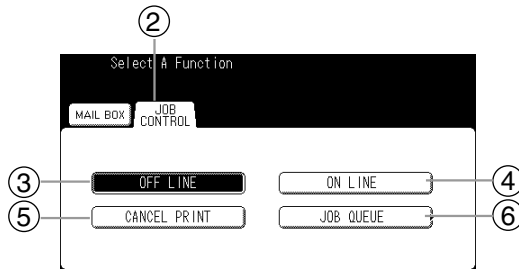 ②
Select A Function
MAIL BOX
JOB
CONTROL
③ OFF LINE ON LINE ④
⑤ CANCEL PRINT JOB QUEUE ⑥